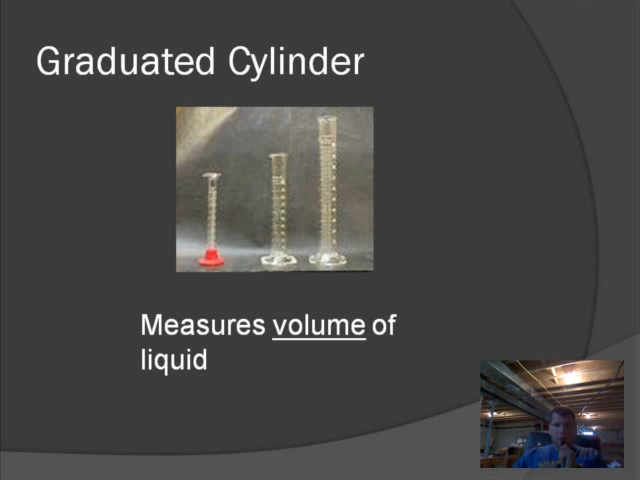 Graduated Cylinder
Measures volume of
liquid